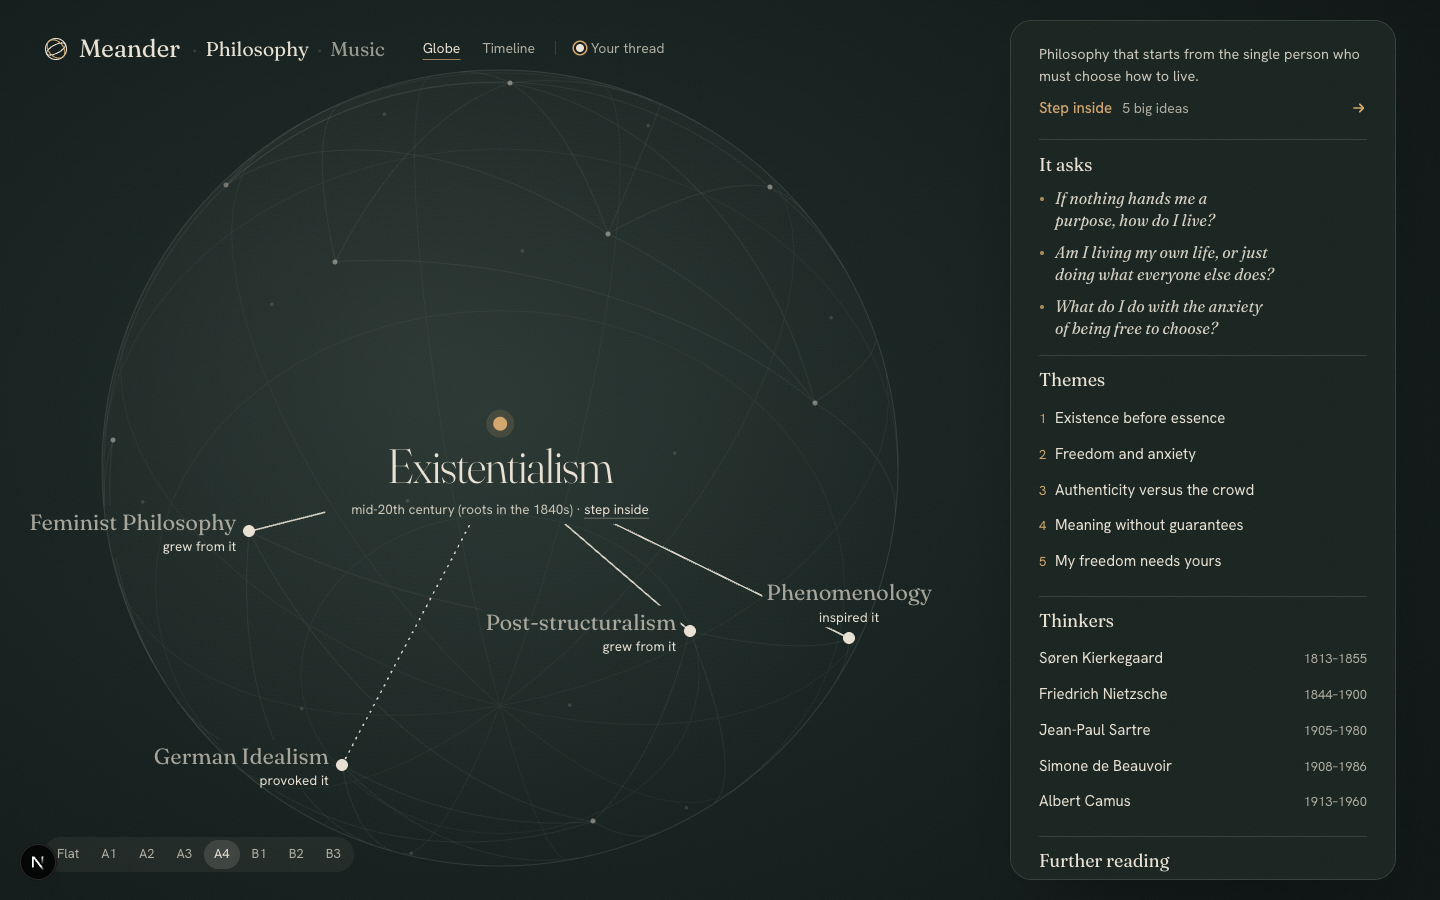 Meander · Philosophy · Music
Globe Timeline Your thread
Existentialism
mid-20th century (roots in the 1840s) · step inside
Feminist Philosophy
grew from it
Phenomenology
inspired it
Post-structuralism
grew from it
German Idealism
provoked it
Flat A1 A2 A3 A4 B1 B2 B3
N
Philosophy that starts from the single person who
must choose how to live.
Step inside 5 big ideas →
It asks
• If nothing hands me a
purpose, how do I live?
• Am I living my own life, or just
doing what everyone else does?
• What do I do with the anxiety
of being free to choose?
Themes
1 Existence before essence
2 Freedom and anxiety
3 Authenticity versus the crowd
4 Meaning without guarantees
5 My freedom needs yours
Thinkers
Søren Kierkegaard 1813–1855
Friedrich Nietzsche 1844–1900
Jean-Paul Sartre 1905–1980
Simone de Beauvoir 1908–1986
Albert Camus 1913–1960
Further reading